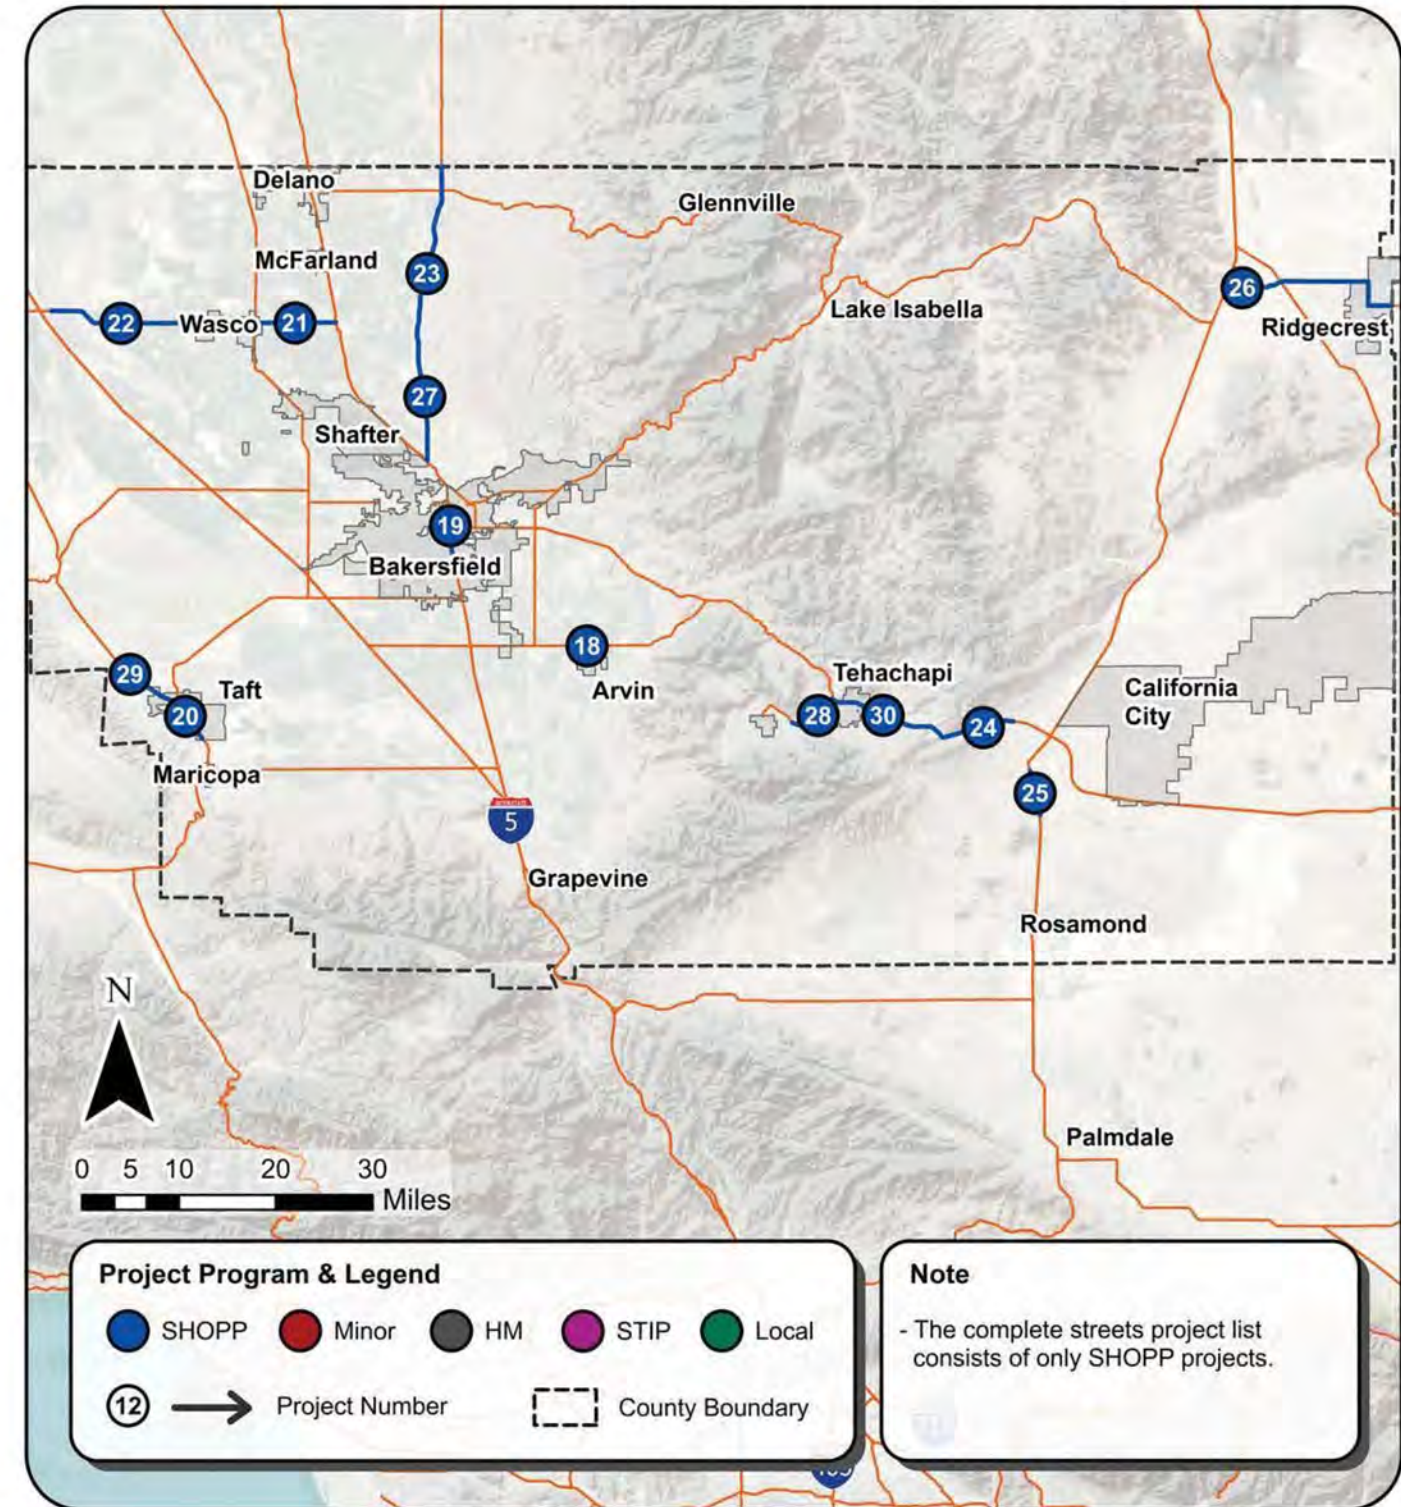 Delano
Glennville
McFarland
23
26
22
Wasco
21
Lake Isabella
Ridgecrest
27
Shafter
19
Bakersfield
18
29
Taft
Arvin
Tehachapi
California
City
20
28
30
24
Maricopa
25
5
Grapevine
Rosamond
N
Palmdale
0 5 10 20 30
Miles
Project Program & Legend
SHOPP Minor HM STIP Local
12 Project Number County Boundary
Note
- The complete streets project list
consists of only SHOPP projects.